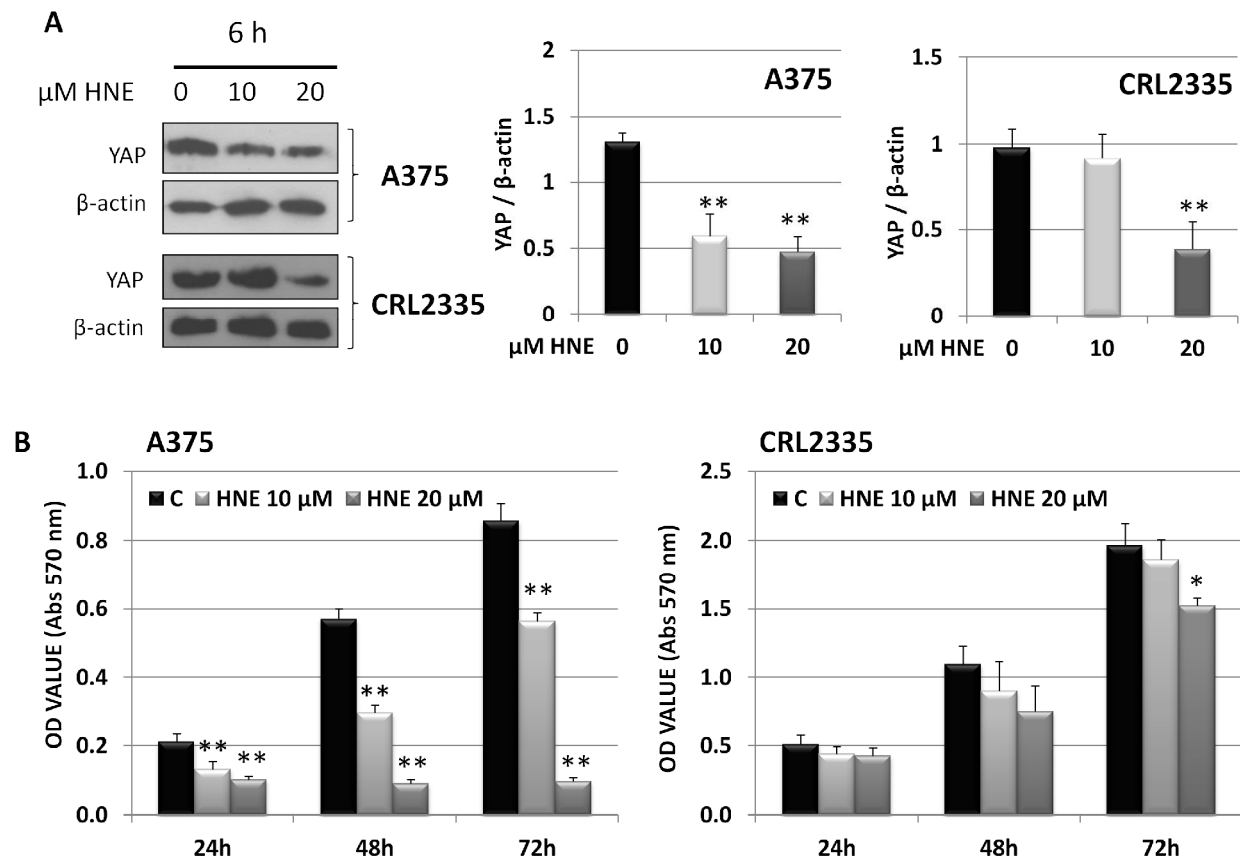 A
6 h
μM HNE 0 10 20
YAP
β-actin
A375
YAP
β-actin
CRL2335
A375
YAP / β-actin
2
1.5
1
0.5
0
** **
μM HNE 0 10 20
CRL2335
YAP / β-actin
1.5
1
0.5
0
**
μM HNE 0 10 20
B
A375
OD VALUE (Abs 570 nm)
1.0
0.8
0.6
0.4
0.2
0.0
C HNE 10 μM HNE 20 μM
** **
** **
** **
24h 48h 72h
CRL2335
OD VALUE (Abs 570 nm)
2.5
2.0
1.5
1.0
0.5
0.0
C HNE 10 μM HNE 20 μM
*
24h 48h 72h